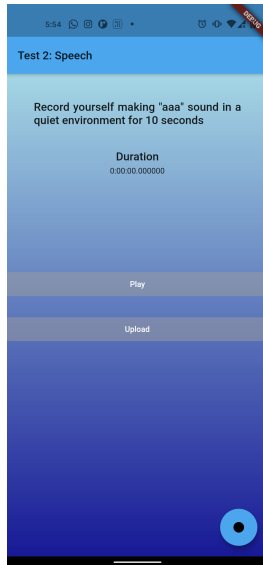 5:54
DEBUG
Test 2: Speech
Record yourself making "aaa" sound in a
quiet environment for 10 seconds
Duration
0:00:00.000000
Play
Upload